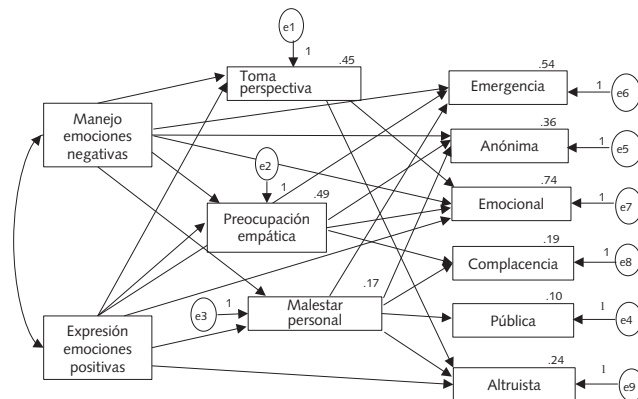 e1
1
.45
Toma
perspectiva
.54
Emergencia
1
e6
Manejo
emociones
negativas
.36
Anónima
1
e5
e2
1
.49
Preocupación
empática
.74
Emocional
1
e7
.19
Complacencia
1
e8
.17
Malestar
personal
e3
1
.10
Pública
1
e4
Expresión
emociones
positivas
.24
Altruista
1
e9